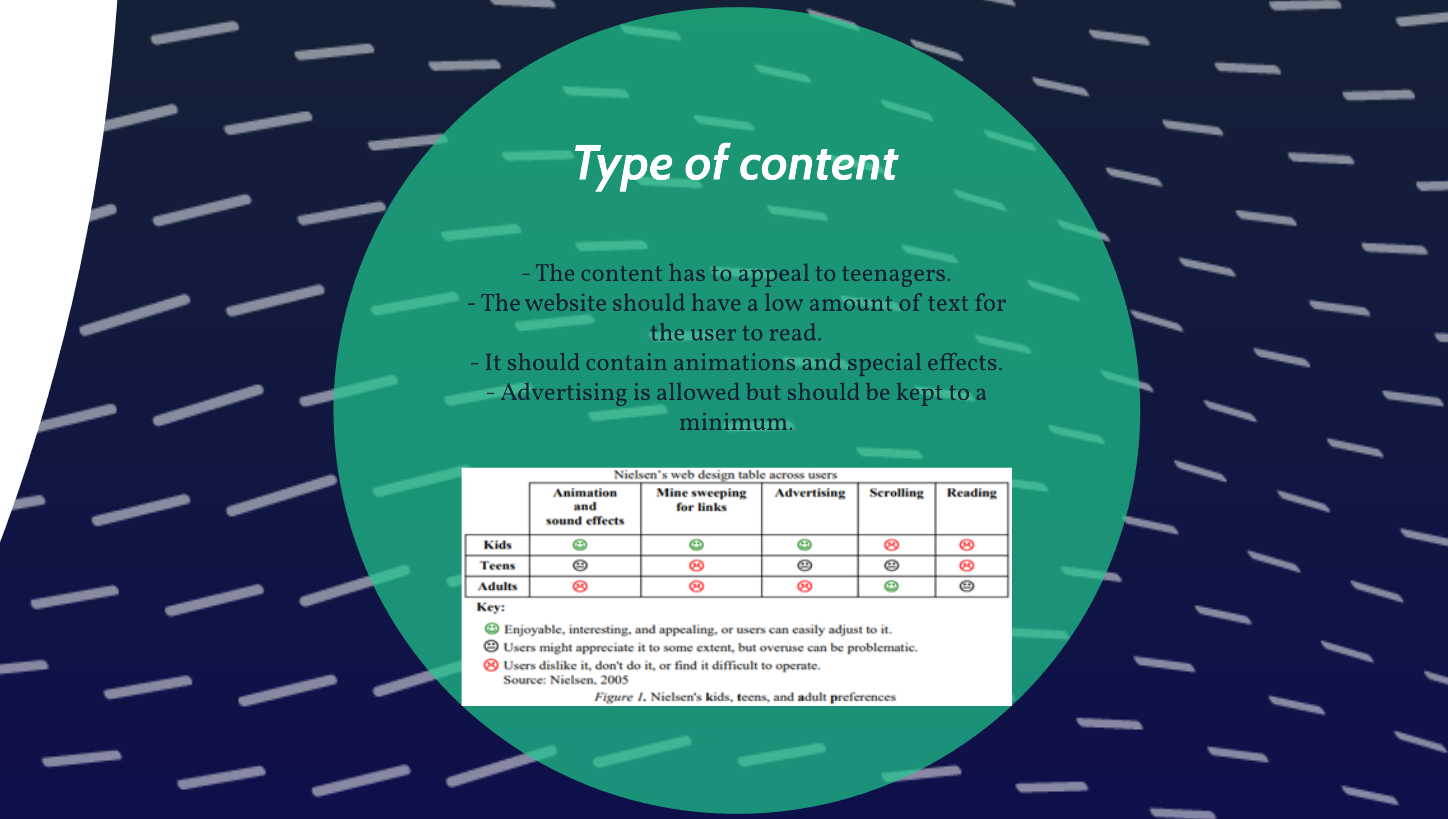 Type of content
- The content has to appeal to teenagers.
- The website should have a low amount of text for
the user to read.
- It should contain animations and special effects.
- Advertising is allowed but should be kept to a
minimum.
Nielsen's web design table across users
Animation and sound effects Mine sweeping for links Advertising Scrolling Reading
Kids
Teens
Adults
Key:
Enjoyable, interesting, and appealing, or users can easily adjust to it.
Users might appreciate it to some extent, but overuse can be problematic.
Users dislike it, don't do it, or find it difficult to operate.
Source: Nielsen, 2005
Figure 1. Nielsen's kids, teens, and adult preferences